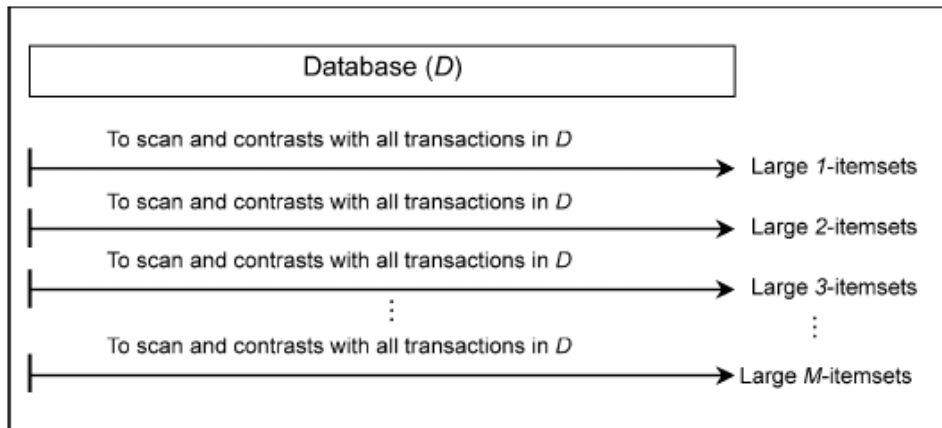 Database (D)
To scan and contrasts with all transactions in D
Large 1-itemsets
To scan and contrasts with all transactions in D
Large 2-itemsets
To scan and contrasts with all transactions in D
Large 3-itemsets
⋮
⋮
To scan and contrasts with all transactions in D
Large M-itemsets